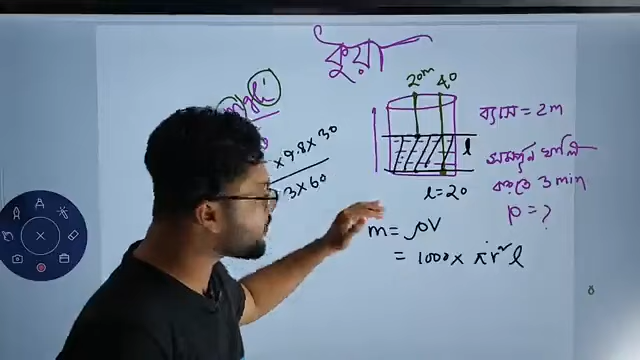 কুয়া
20m 40
ব্যাস = 2m
l
× 9.8 × 30
3 × 60
সম্পূর্ন খালি
করতে 3 min
l = 20
P = ?
m = ρV
= 1000 × πr²l